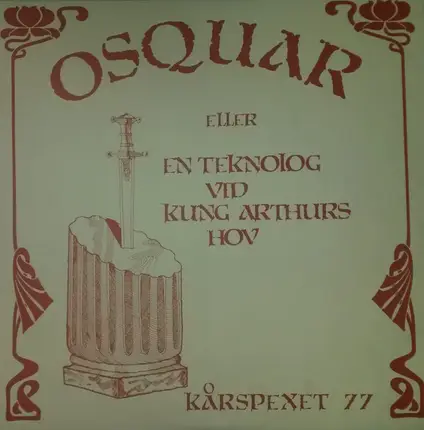 OSQUAR
ELLER
EN TEKNOLOG
VID
KUNG ARTHURS
HOV
KÅRSPEXET 77